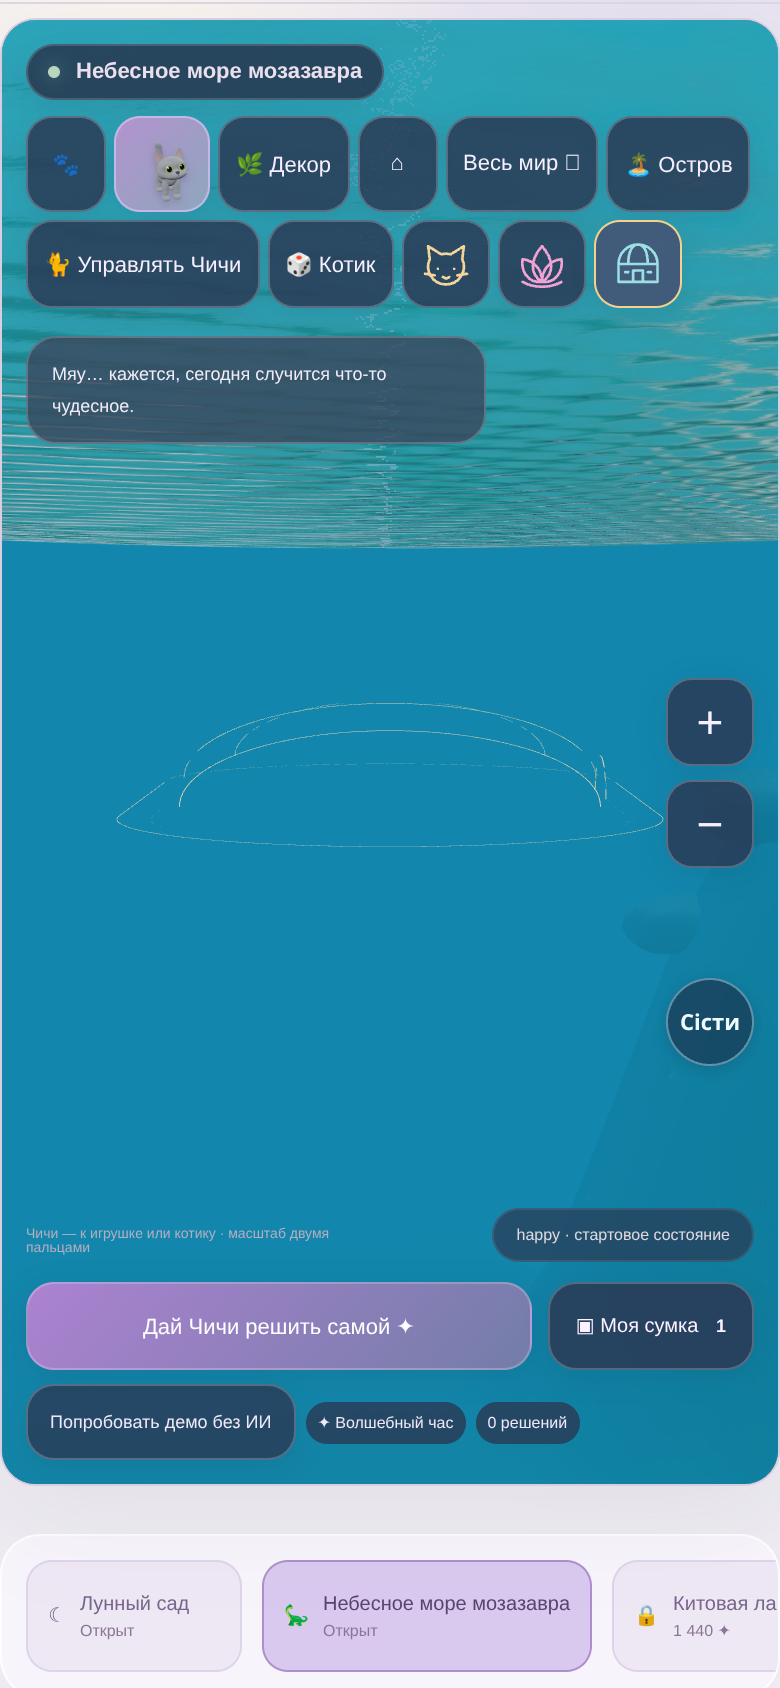 Небесное море мозазавра
Декор
Весь мир
Остров
Управлять Чичи
Котик
Мяу… кажется, сегодня случится что-то
чудесное.
+
−
Сісти
Чичи — к игрушке или котику · масштаб двумя
пальцами
happy · стартовое состояние
Дай Чичи решить самой ✦
▣ Моя сумка 1
Попробовать демо без ИИ
✦ Волшебный час
0 решений
Лунный сад
Открыт
Небесное море мозазавра
Открыт
Китовая ла
1 440 ✦